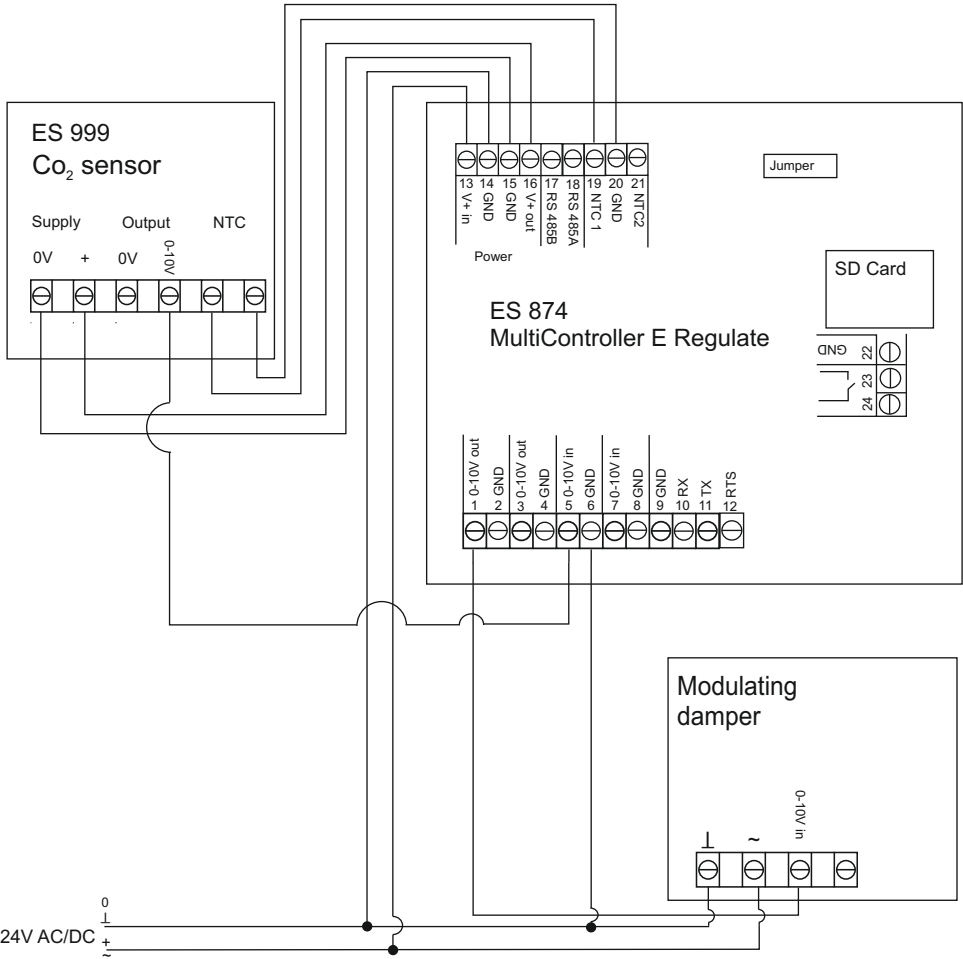 ES 999
Co₂ sensor
Supply Output NTC
0V + 0V 0-10V
13 V+ in
14 GND
15 GND
16 V+ out
17 RS 485B
18 RS 485A
19 NTC 1
20 GND
21 NTC2
Power
Jumper
SD Card
ES 874
MultiController E Regulate
GND 22
23
24
1 0-10V out
2 GND
3 0-10V out
4 GND
5 0-10V in
6 GND
7 0-10V in
8 GND
9 GND
10 RX
11 TX
12 RTS
Modulating
damper
0-10V in
⊥ ~
0
⊥
24V AC/DC +
~